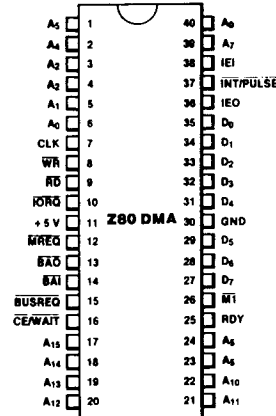 A5 1 40 A6
A4 2 39 A7
A3 3 38 IEI
A2 4 37 INT/PULSE
A1 5 36 IEO
A0 6 35 D0
CLK 7 34 D1
WR 8 33 D2
RD 9 32 D3
IORQ 10 31 D4
+5 V 11 Z80 DMA 30 GND
MREQ 12 29 D5
BAO 13 28 D6
BAI 14 27 D7
BUSREQ 15 26 M1
CE/WAIT 16 25 RDY
A15 17 24 A8
A14 18 23 A9
A13 19 22 A10
A12 20 21 A11